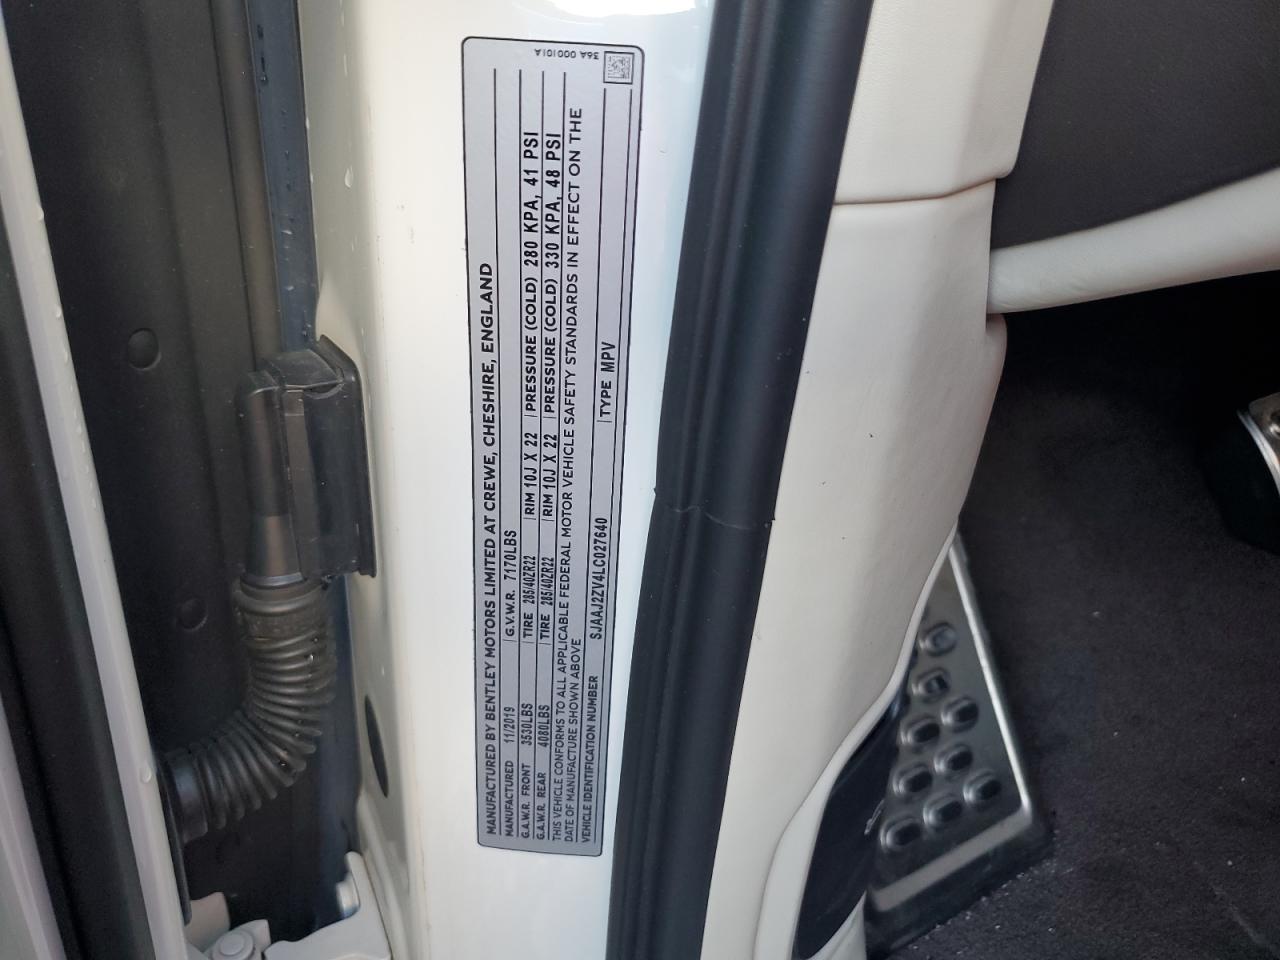 MANUFACTURED BY BENTLEY MOTORS LIMITED AT CREWE, CHESHIRE, ENGLAND
MANUFACTURED 11/2019 G.V.W.R. 7170LBS
G.A.W.R. FRONT 3530LBS TIRE 285/40ZR22 RIM 10J X 22 PRESSURE (COLD) 280 KPA, 41 PSI
G.A.W.R. REAR 4080LBS TIRE 285/40ZR22 RIM 10J X 22 PRESSURE (COLD) 330 KPA, 48 PSI
THIS VEHICLE CONFORMS TO ALL APPLICABLE FEDERAL MOTOR VEHICLE SAFETY STANDARDS IN EFFECT ON THE
DATE OF MANUFACTURE SHOWN ABOVE
VEHICLE IDENTIFICATION NUMBER SJAAJ2ZV4LC027640 TYPE MPV
36A 000101A